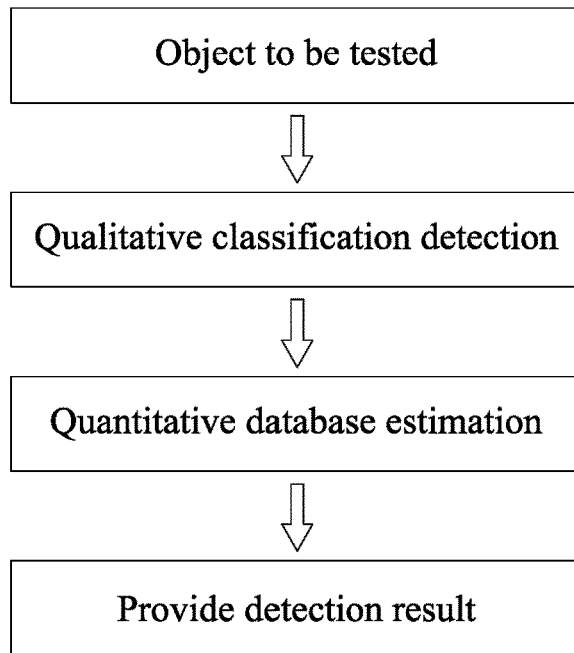 Object to be tested
Qualitative classification detection
Quantitative database estimation
Provide detection result